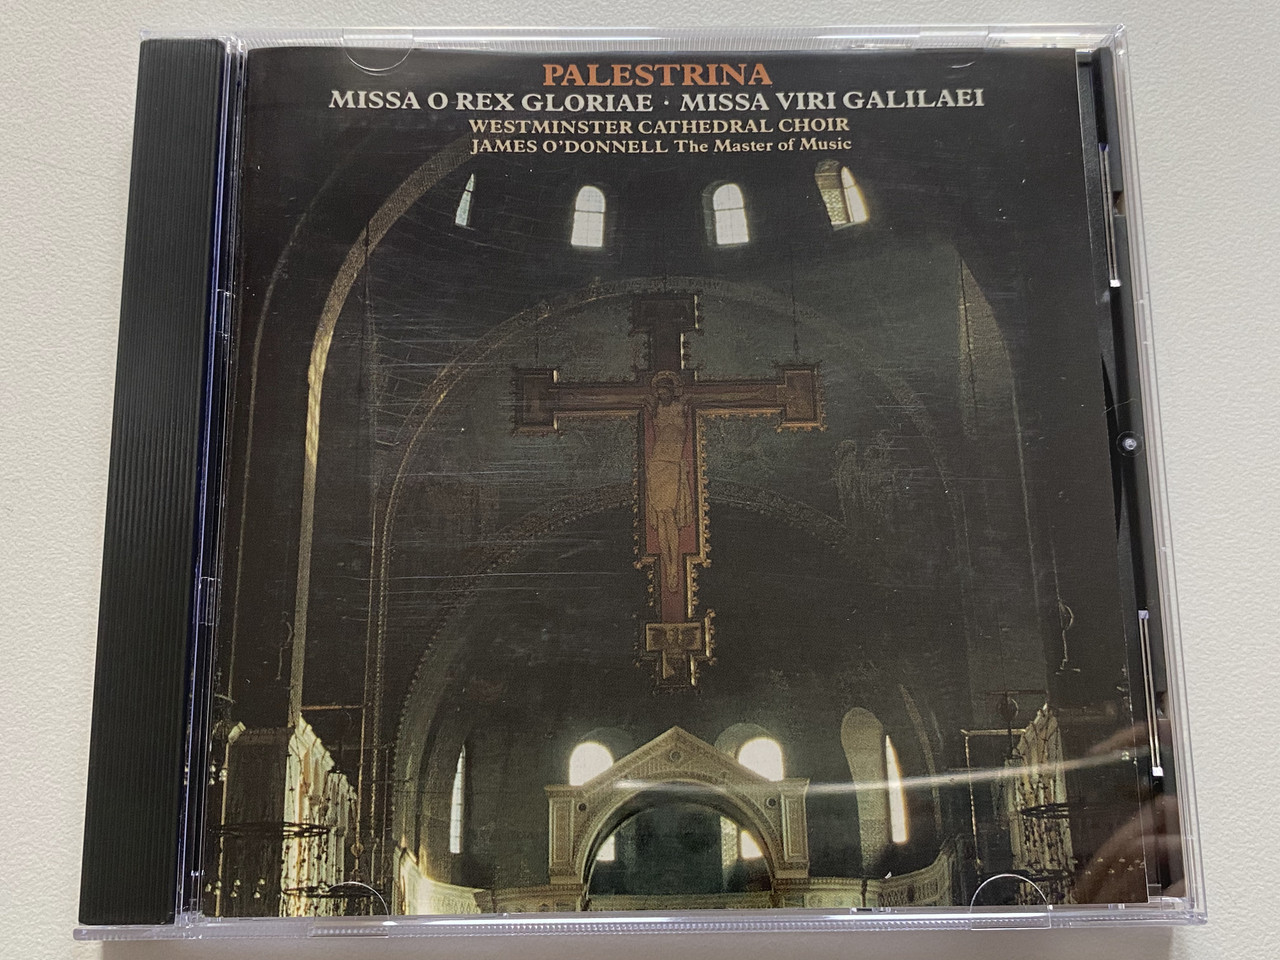 PALESTRINA
MISSA O REX GLORIAE · MISSA VIRI GALILAEI
WESTMINSTER CATHEDRAL CHOIR
JAMES O'DONNELL The Master of Music